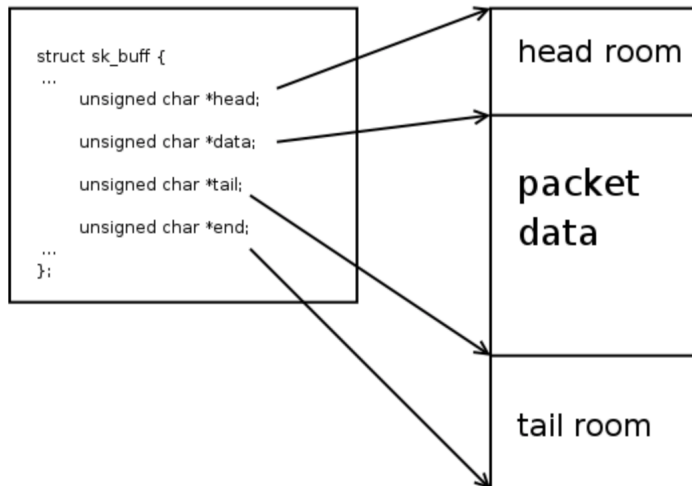 struct sk_buff {
...
unsigned char *head;
unsigned char *data;
unsigned char *tail;
unsigned char *end;
...
};
head room
packet
data
tail room